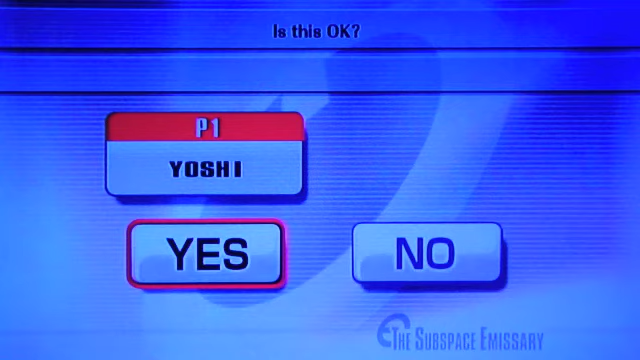 Is this OK?
P1
YOSHI
YES
NO
THE SUBSPACE EMISSARY